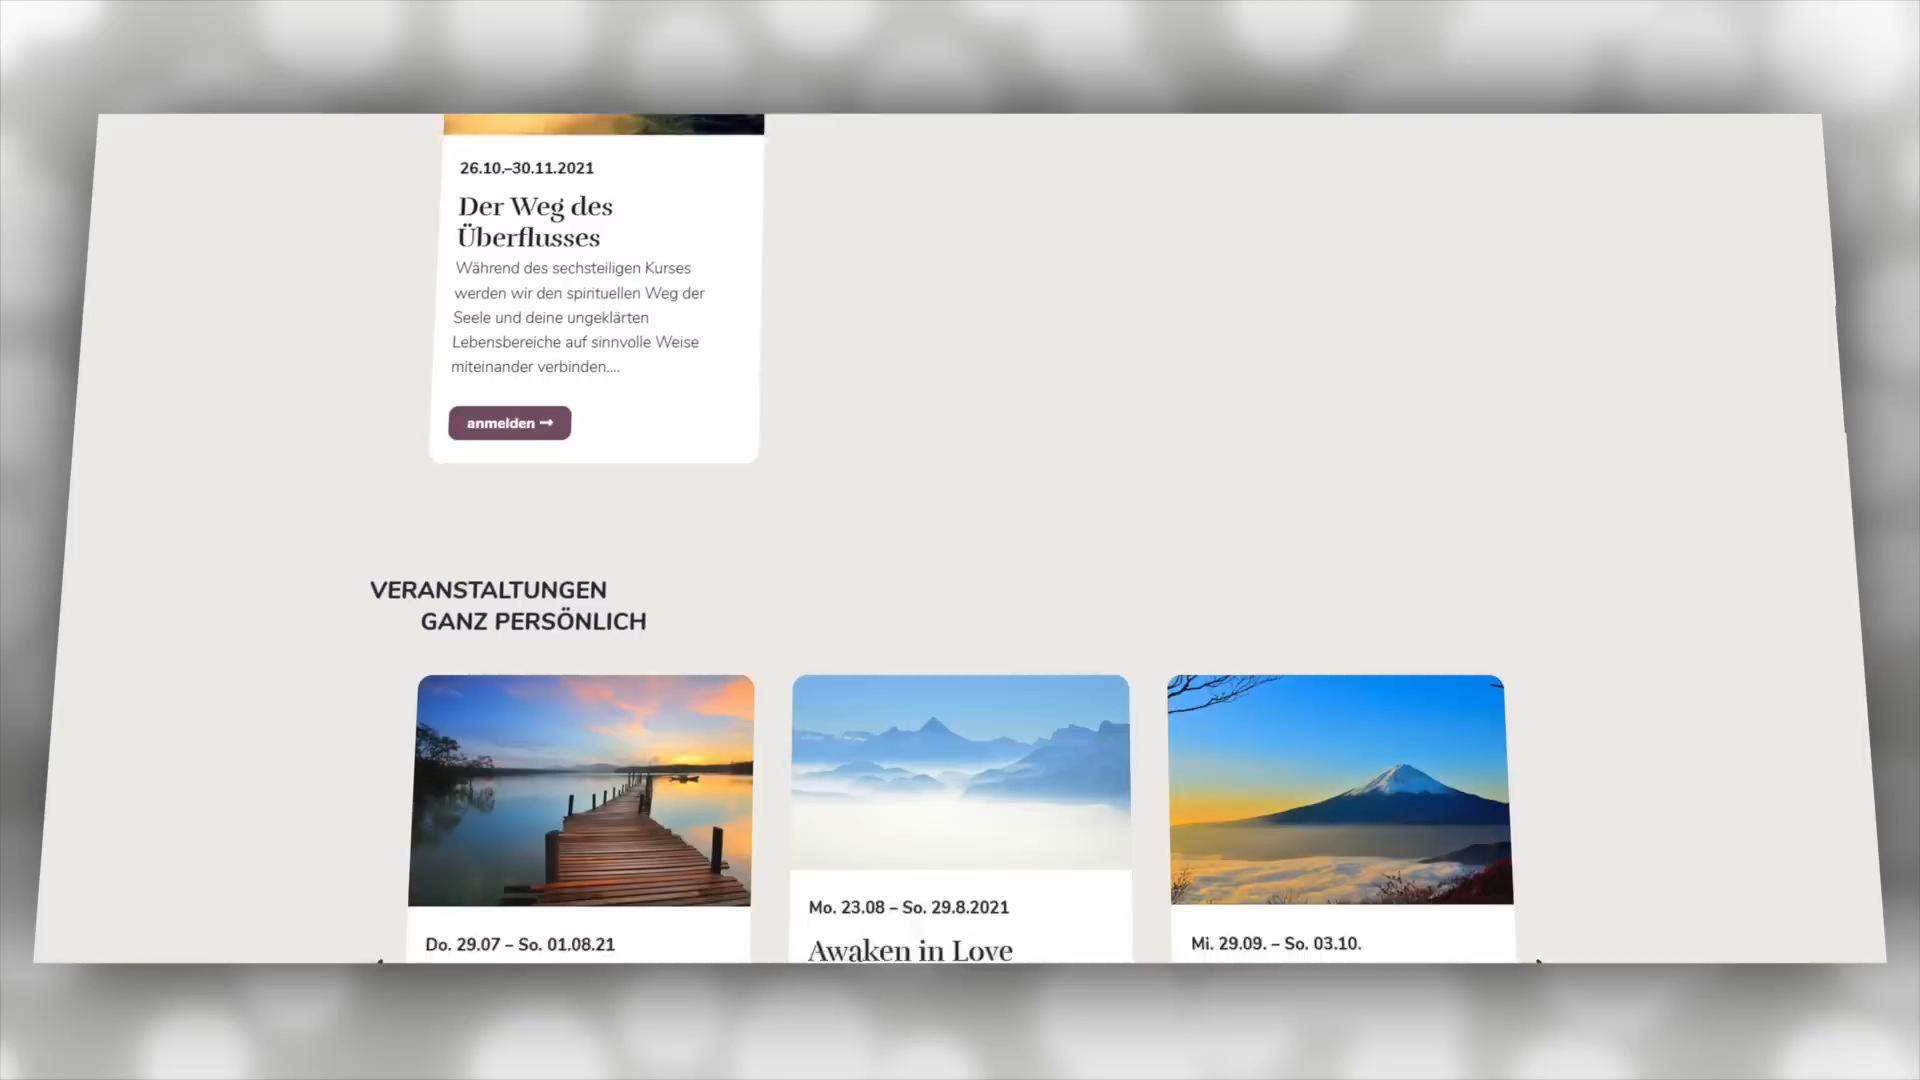 26.10.–30.11.2021
Der Weg des
Überflusses
Während des sechsteiligen Kurses
werden wir den spirituellen Weg der
Seele und deine ungeklärten
Lebensbereiche auf sinnvolle Weise
miteinander verbinden....
anmelden →
VERANSTALTUNGEN
GANZ PERSÖNLICH
Do. 29.07 – So. 01.08.21
Mo. 23.08 – So. 29.8.2021
Awaken in Love
Mi. 29.09. – So. 03.10.